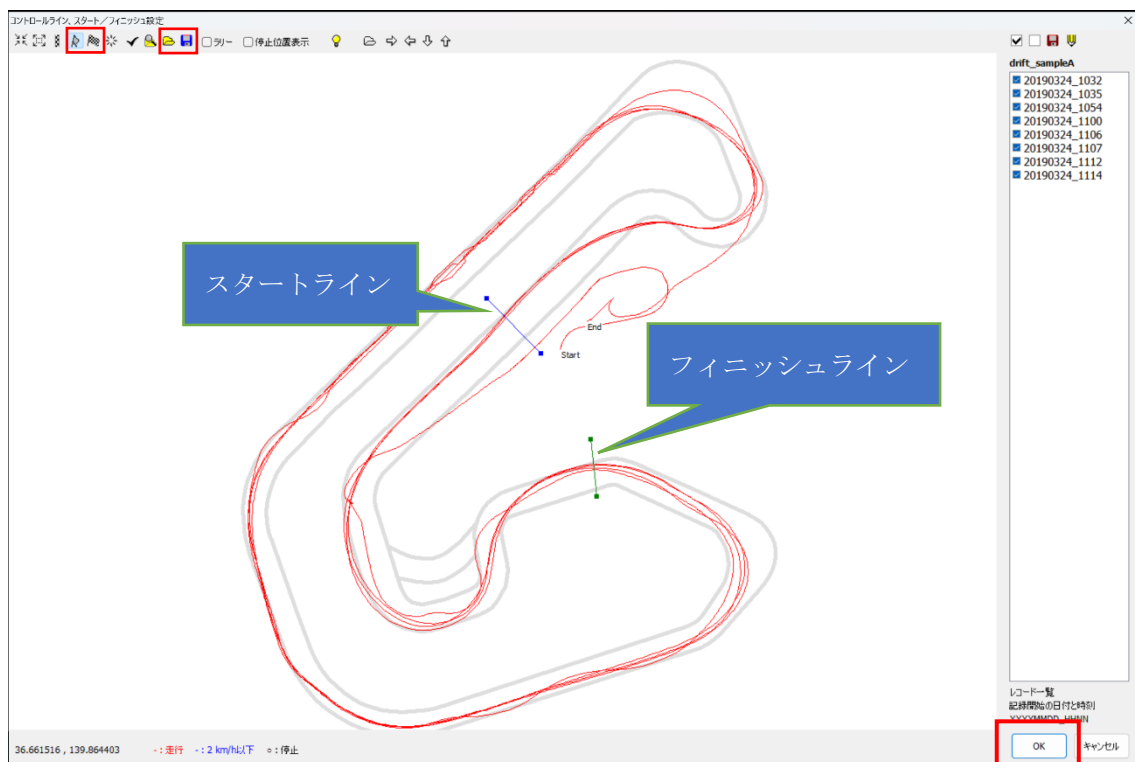 コントロールライン、スタート／フィニッシュ設定
ラリー
停止位置表示
drift_sampleA
20190324_1032
20190324_1035
20190324_1054
20190324_1100
20190324_1106
20190324_1107
20190324_1112
20190324_1114
スタートライン
End
Start
フィニッシュライン
レコード一覧
記録開始の日付と時刻
YYYYMMDD_HHNN
36.661516 , 139.864403
-：走行
-：2 km/h以下
▫：停止
OK
キャンセル